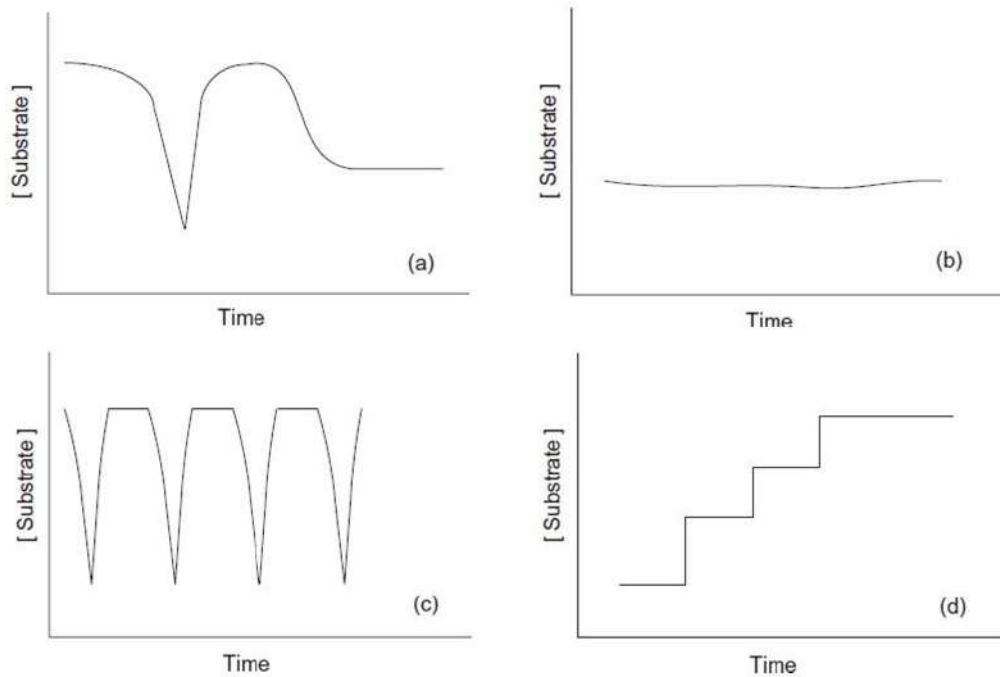 [ Substrate ]
(a)
Time
[ Substrate ]
(b)
Time
[ Substrate ]
(c)
Time
[ Substrate ]
(d)
Time